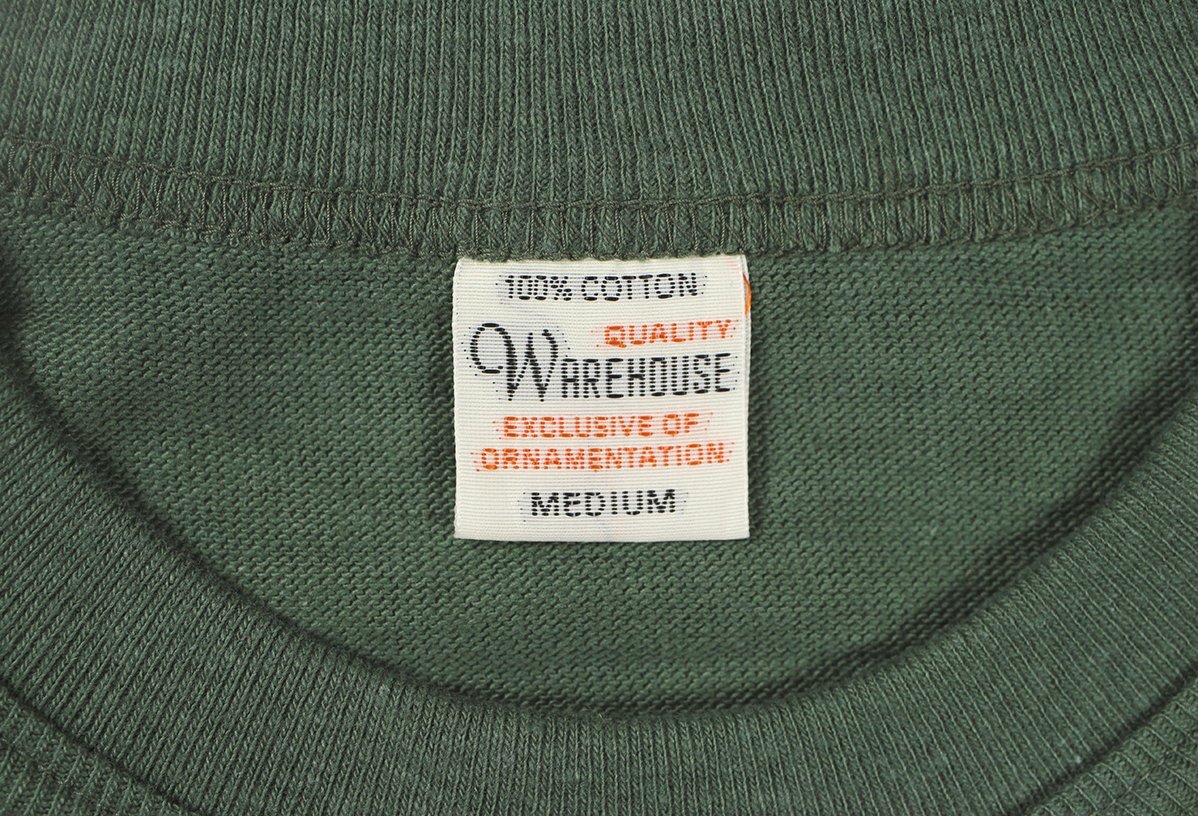 100% COTTON
QUALITY
WAREHOUSE
EXCLUSIVE OF
ORNAMENTATION
MEDIUM